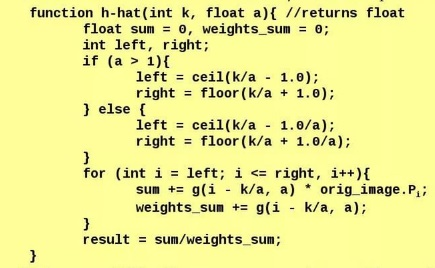 function h-hat(int k, float a){ //returns float
float sum = 0, weights_sum = 0;
int left, right;
if (a > 1){
left = ceil(k/a - 1.0);
right = floor(k/a + 1.0);
} else {
left = ceil(k/a - 1.0/a);
right = floor(k/a + 1.0/a);
}
for (int i = left; i <= right, i++){
sum += g(i - k/a, a) * orig_image.Pᵢ;
weights_sum += g(i - k/a, a);
}
result = sum/weights_sum;
}